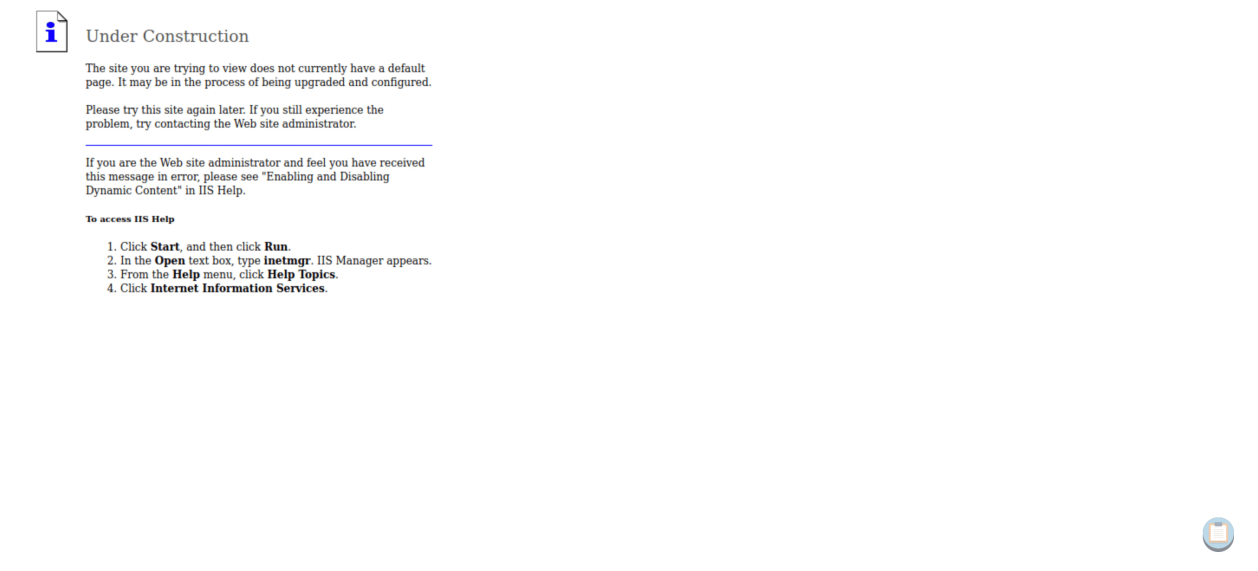 Under Construction
The site you are trying to view does not currently have a default
page. It may be in the process of being upgraded and configured.
Please try this site again later. If you still experience the
problem, try contacting the Web site administrator.
If you are the Web site administrator and feel you have received
this message in error, please see "Enabling and Disabling
Dynamic Content" in IIS Help.
To access IIS Help
1. Click Start, and then click Run.
2. In the Open text box, type inetmgr. IIS Manager appears.
3. From the Help menu, click Help Topics.
4. Click Internet Information Services.